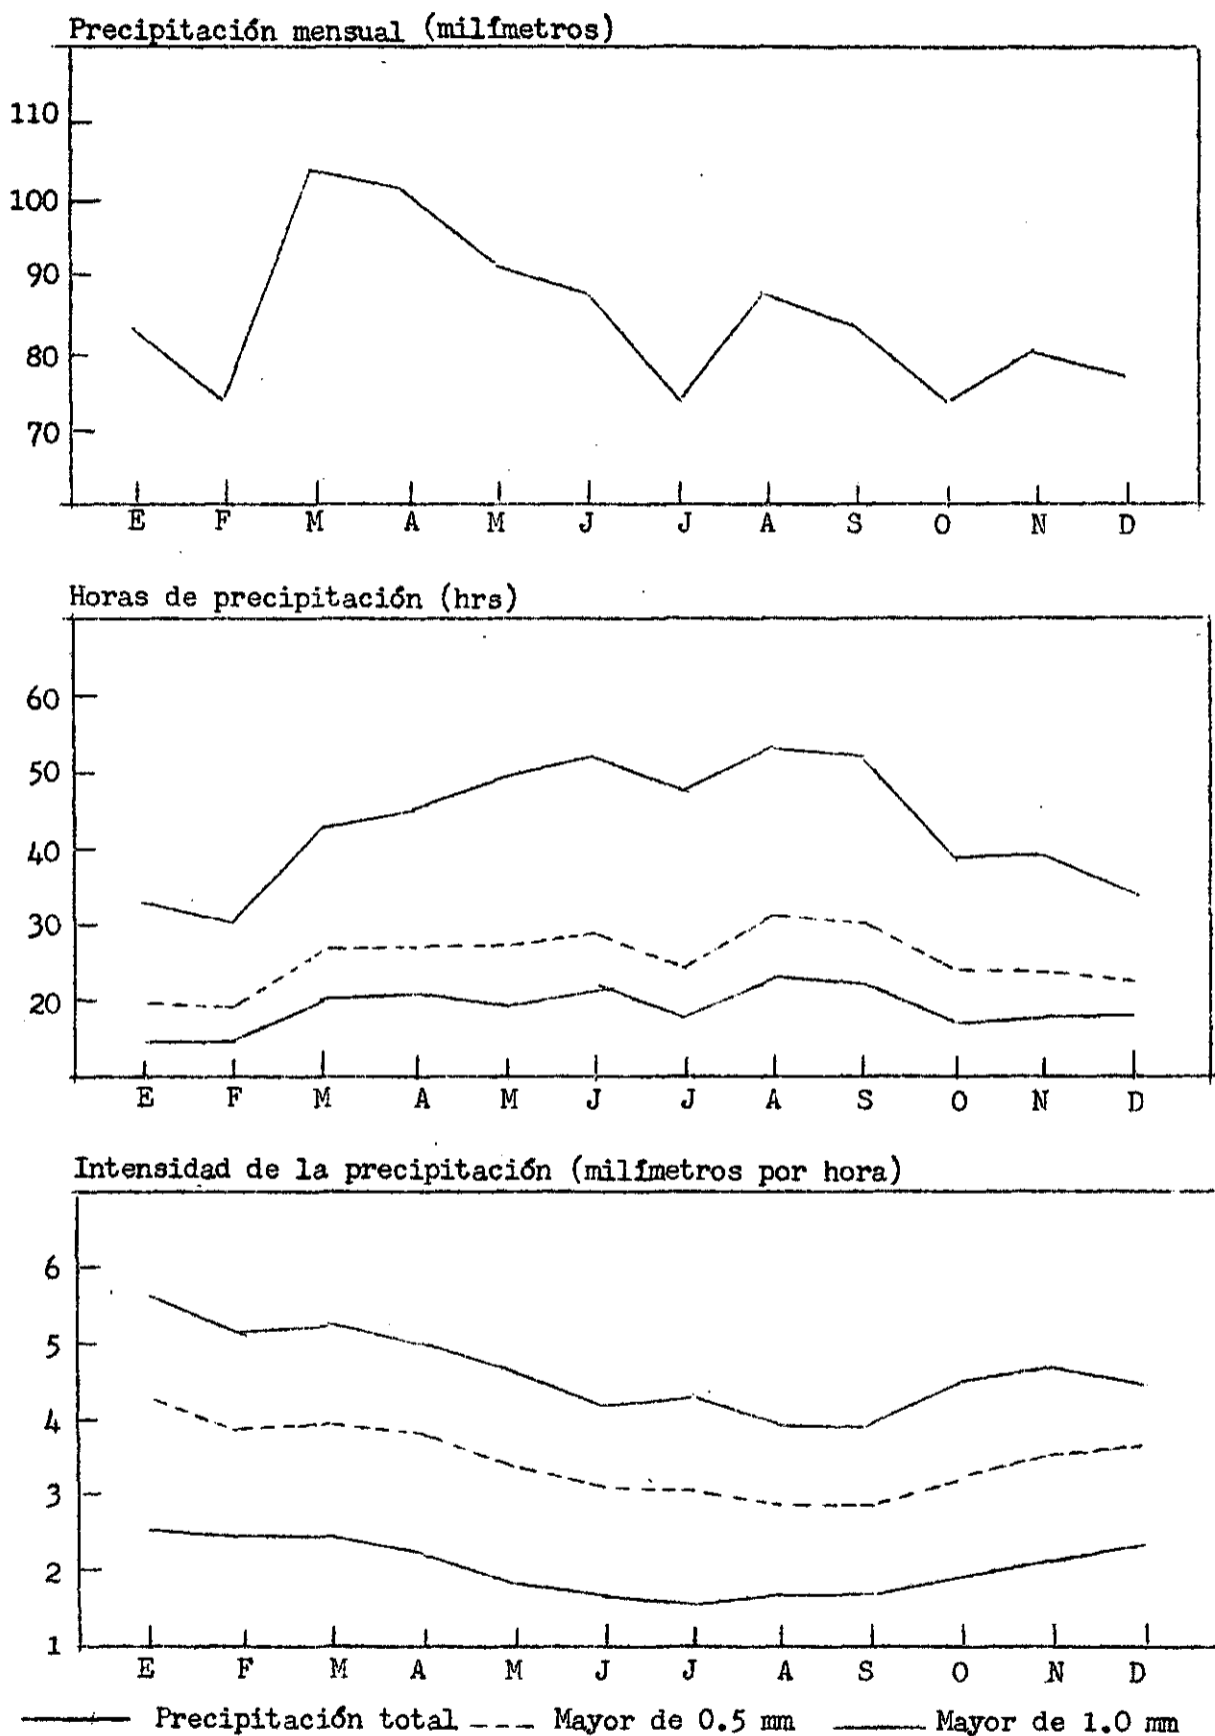 Precipitación mensual (milímetros)
110
100
90
80
70
E F M A M J J A S O N D
Horas de precipitación (hrs)
60
50
40
30
20
E F M A M J J A S O N D
Intensidad de la precipitación (milímetros por hora)
6
5
4
3
2
1
E F M A M J J A S O N D
Precipitación total Mayor de 0.5 mm Mayor de 1.0 mm